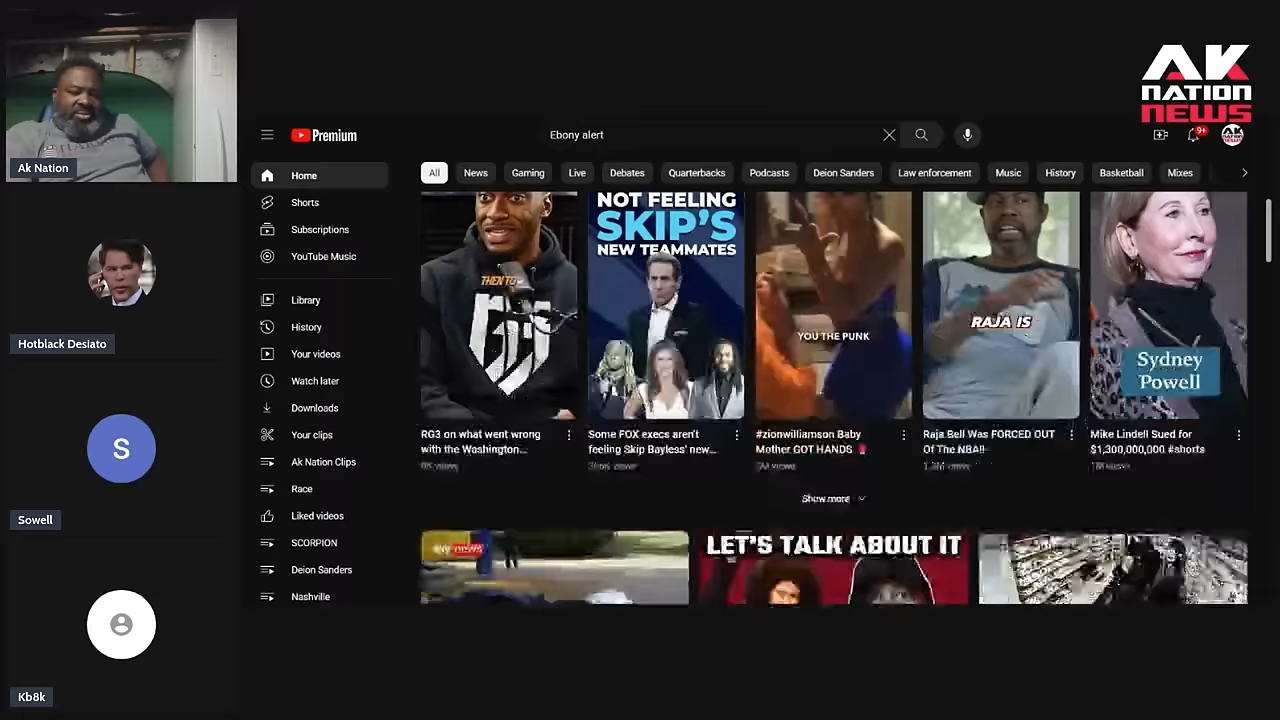 Ak Nation
Hotblack Desiato
S
Sowell
Kb8k
AK
NATION
NEWS
Premium
Ebony alert
9+
Home
Shorts
Subscriptions
YouTube Music
Library
History
Your videos
Watch later
Downloads
Your clips
Ak Nation Clips
Race
Liked videos
SCORPION
Deion Sanders
Nashville
All
News
Gaming
Live
Debates
Quarterbacks
Podcasts
Deion Sanders
Law enforcement
Music
History
Basketball
Mixes
THEN TO
NOT FEELING
SKIP'S
NEW TEAMMATES
YOU THE PUNK
RAJA IS
Sydney
Powell
RG3 on what went wrong
with the Washington...
Some FOX execs aren't
feeling Skip Bayless' new...
#zionwilliamson Baby
Mother GOT HANDS
Raja Bell Was FORCED OUT
Of The NBA!!
Mike Lindell Sued for
$1,300,000,000 #shorts
Show more
sky news
LET'S TALK ABOUT IT